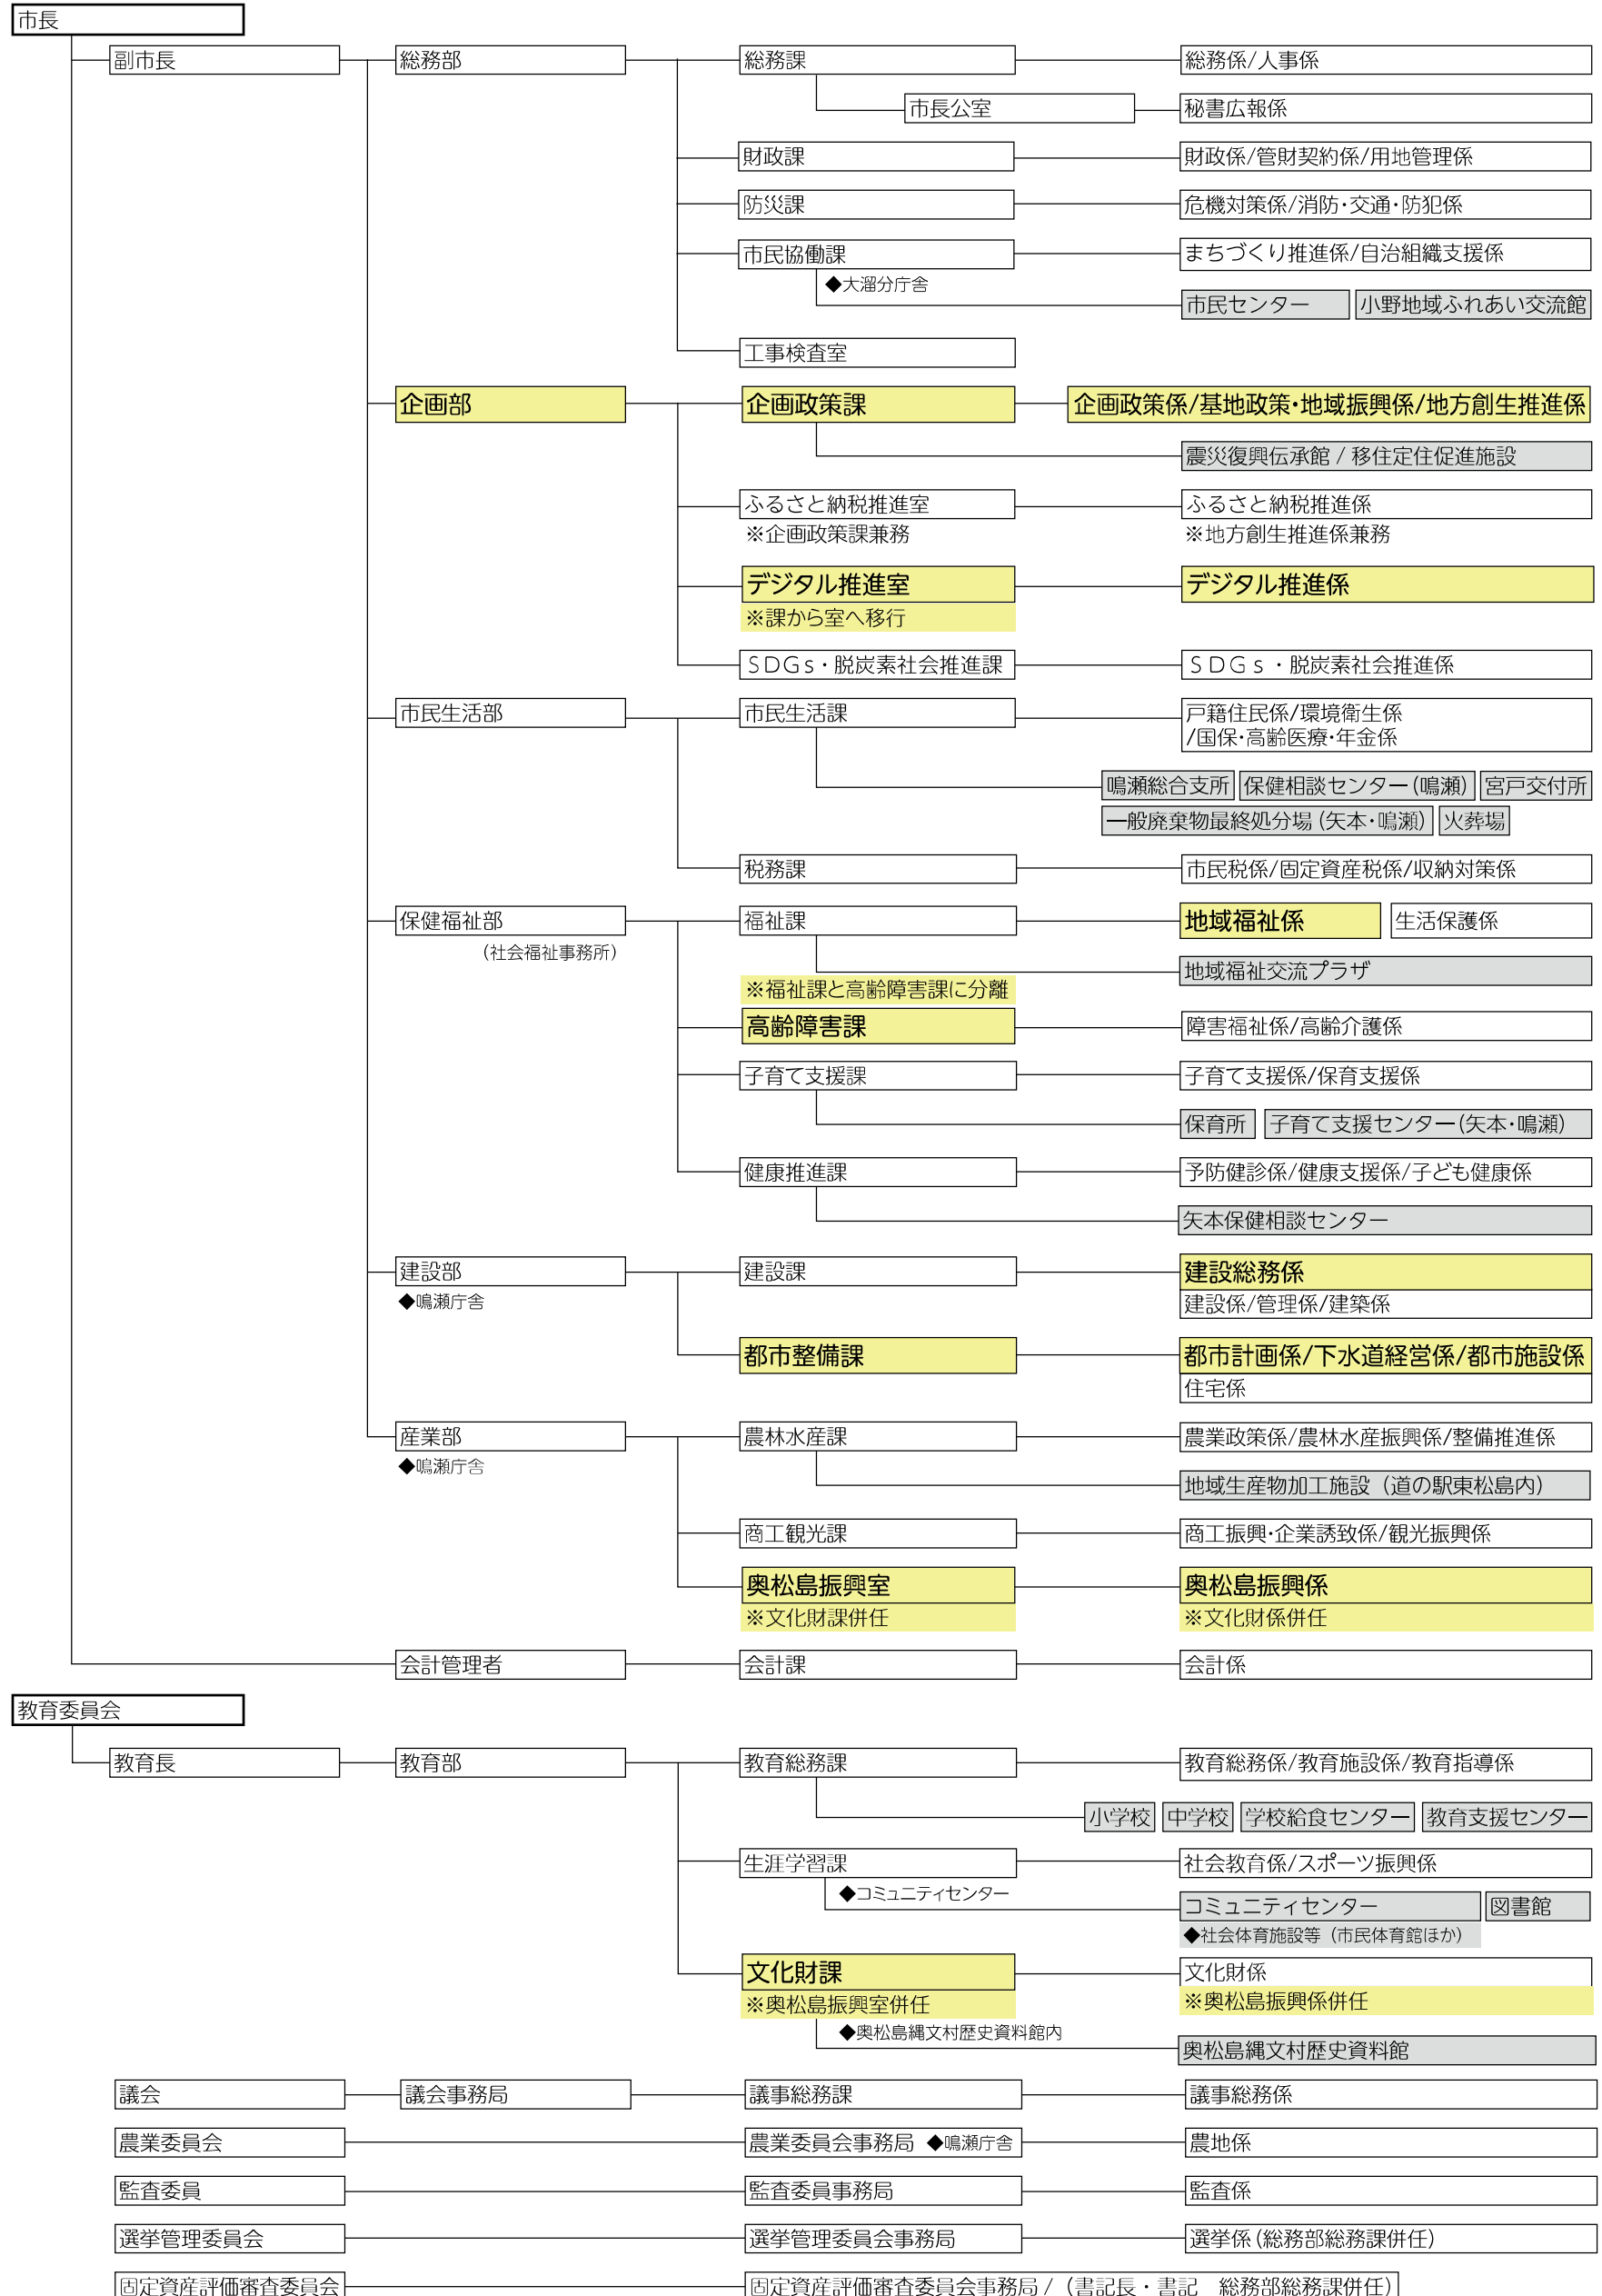 市長
副市長
総務部
総務課
総務係/人事係
市長公室
秘書広報係
財政課
財政係/管財契約係/用地管理係
防災課
危機対策係/消防・交通・防犯係
市民協働課
まちづくり推進係/自治組織支援係
◆大溜分庁舎
市民センター
小野地域ふれあい交流館
工事検査室
企画部
企画政策課
企画政策係/基地政策・地域振興係/地方創生推進係
震災復興伝承館 / 移住定住促進施設
ふるさと納税推進室
ふるさと納税推進係
※企画政策課兼務
※地方創生推進係兼務
デジタル推進室
デジタル推進係
※課から室へ移行
SDGs・脱炭素社会推進課
SDGs・脱炭素社会推進係
市民生活部
市民生活課
戸籍住民係/環境衛生係
/国保・高齢医療・年金係
鳴瀬総合支所
保健相談センター(鳴瀬)
宮戸交付所
一般廃棄物最終処分場(矢本・鳴瀬)
火葬場
税務課
市民税係/固定資産税係/収納対策係
保健福祉部
福祉課
地域福祉係
生活保護係
(社会福祉事務所)
地域福祉交流プラザ
※福祉課と高齢障害課に分離
高齢障害課
障害福祉係/高齢介護係
子育て支援課
子育て支援係/保育支援係
保育所
子育て支援センター(矢本・鳴瀬)
健康推進課
予防健診係/健康支援係/子ども健康係
矢本保健相談センター
建設部
建設課
建設総務係
◆鳴瀬庁舎
建設係/管理係/建築係
都市整備課
都市計画係/下水道経営係/都市施設係
住宅係
産業部
農林水産課
農業政策係/農林水産振興係/整備推進係
◆鳴瀬庁舎
地域生産物加工施設(道の駅東松島内)
商工観光課
商工振興・企業誘致係/観光振興係
奥松島振興室
奥松島振興係
※文化財課併任
※文化財係併任
会計管理者
会計課
会計係
教育委員会
教育長
教育部
教育総務課
教育総務係/教育施設係/教育指導係
小学校
中学校
学校給食センター
教育支援センター
生涯学習課
社会教育係/スポーツ振興係
◆コミュニティセンター
コミュニティセンター
図書館
◆社会体育施設等(市民体育館ほか)
文化財課
文化財係
※奥松島振興室併任
※奥松島振興係併任
◆奥松島縄文村歴史資料館内
奥松島縄文村歴史資料館
議会
議会事務局
議事総務課
議事総務係
農業委員会
農業委員会事務局 ◆鳴瀬庁舎
農地係
監査委員
監査委員事務局
監査係
選挙管理委員会
選挙管理委員会事務局
選挙係(総務部総務課併任)
固定資産評価審査委員会
固定資産評価審査委員会事務局 /(書記長・書記 総務部総務課併任)